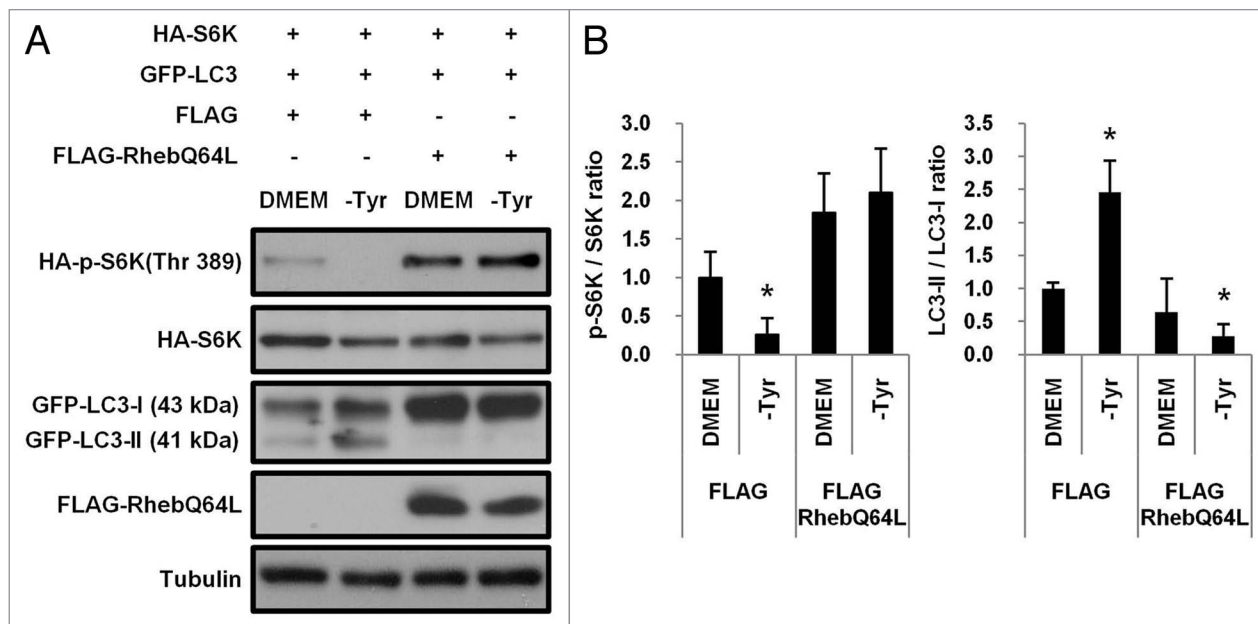 A
HA-S6K + + + +
GFP-LC3 + + + +
FLAG + + - -
FLAG-RhebQ64L - - + +
DMEM -Tyr DMEM -Tyr
HA-p-S6K(Thr 389)
HA-S6K
GFP-LC3-I (43 kDa)
GFP-LC3-II (41 kDa)
FLAG-RhebQ64L
Tubulin
B
p-S6K / S6K ratio
3.0
2.5
2.0
1.5
1.0
0.5
0.0
*
DMEM -Tyr DMEM -Tyr
FLAG FLAG
RhebQ64L
LC3-II / LC3-I ratio
3.5
3.0
2.5
2.0
1.5
1.0
0.5
0.0
* *
DMEM -Tyr DMEM -Tyr
FLAG FLAG
RhebQ64L